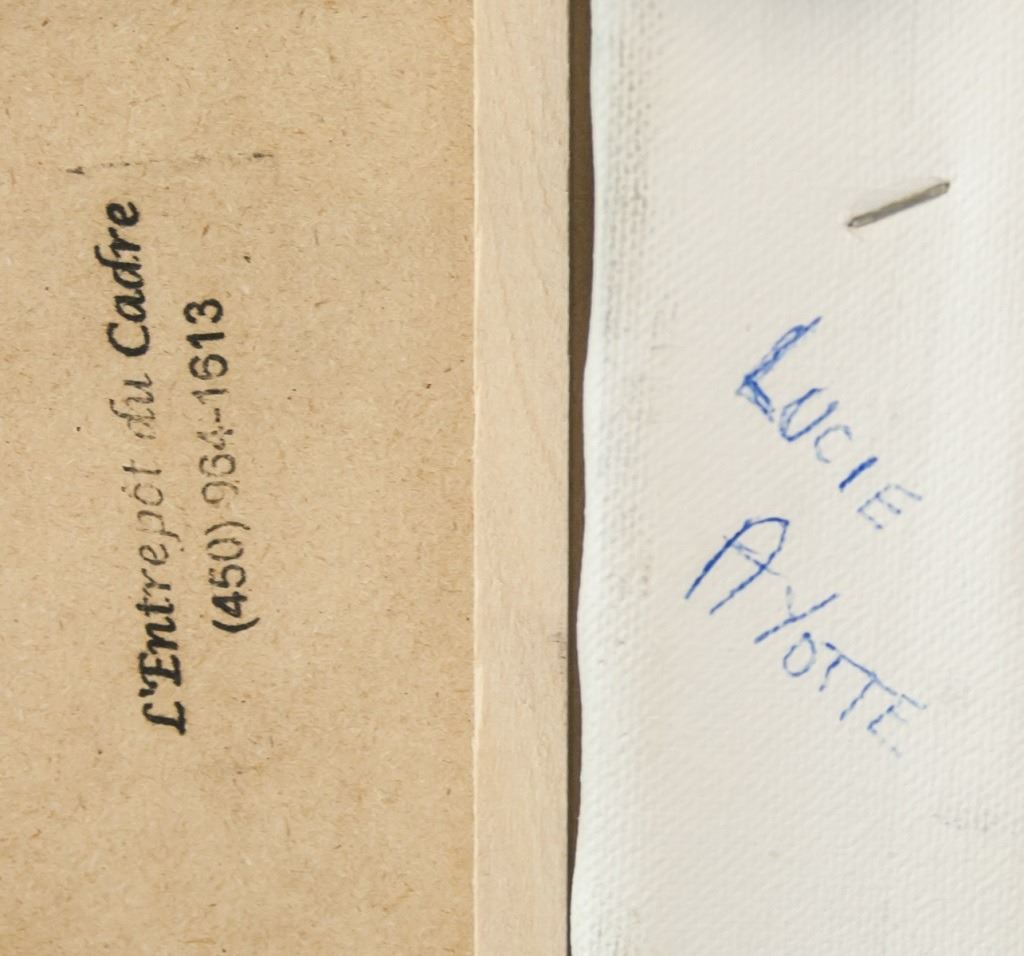 L'Entrepôt du Cadre
(450) 964-1613
LUCIE
AYOTTE